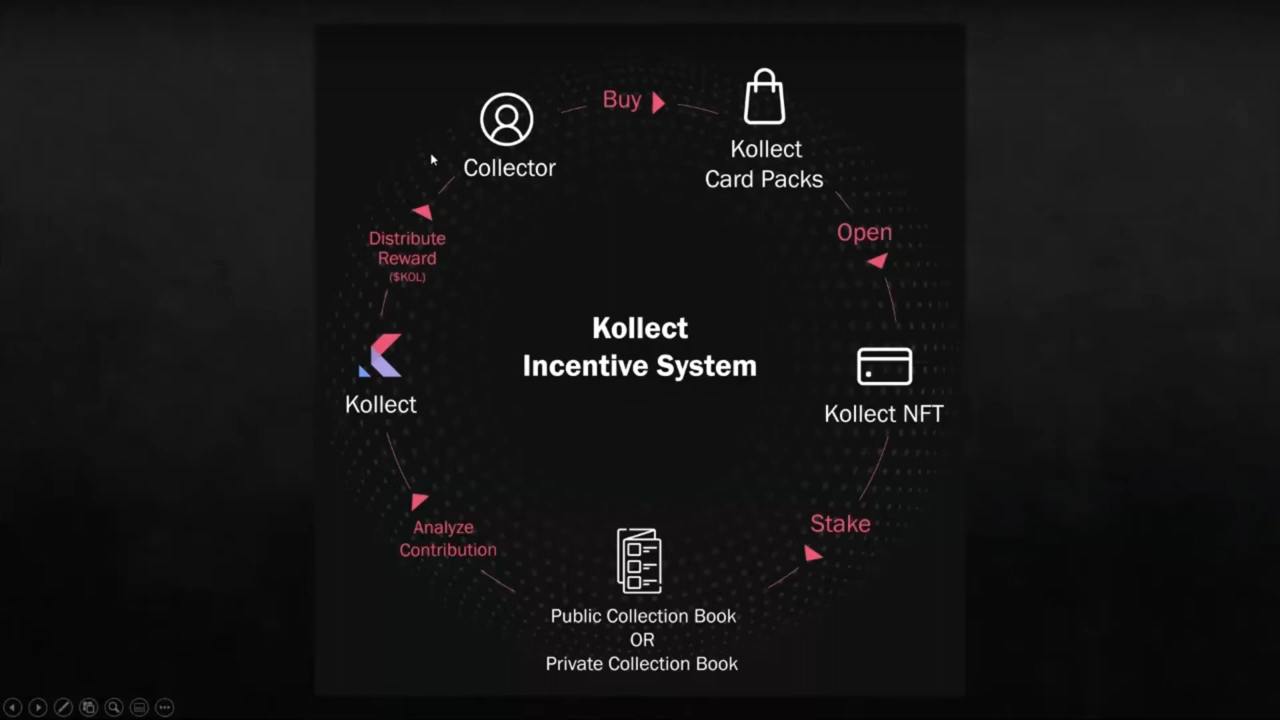 Buy
Collector
Kollect
Card Packs
Open
Distribute
Reward
($KOL)
Kollect
Incentive System
Kollect
Kollect NFT
Analyze
Contribution
Stake
Public Collection Book
OR
Private Collection Book